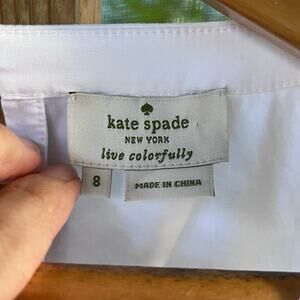 kate spade
NEW YORK
live colorfully
8
MADE IN CHINA